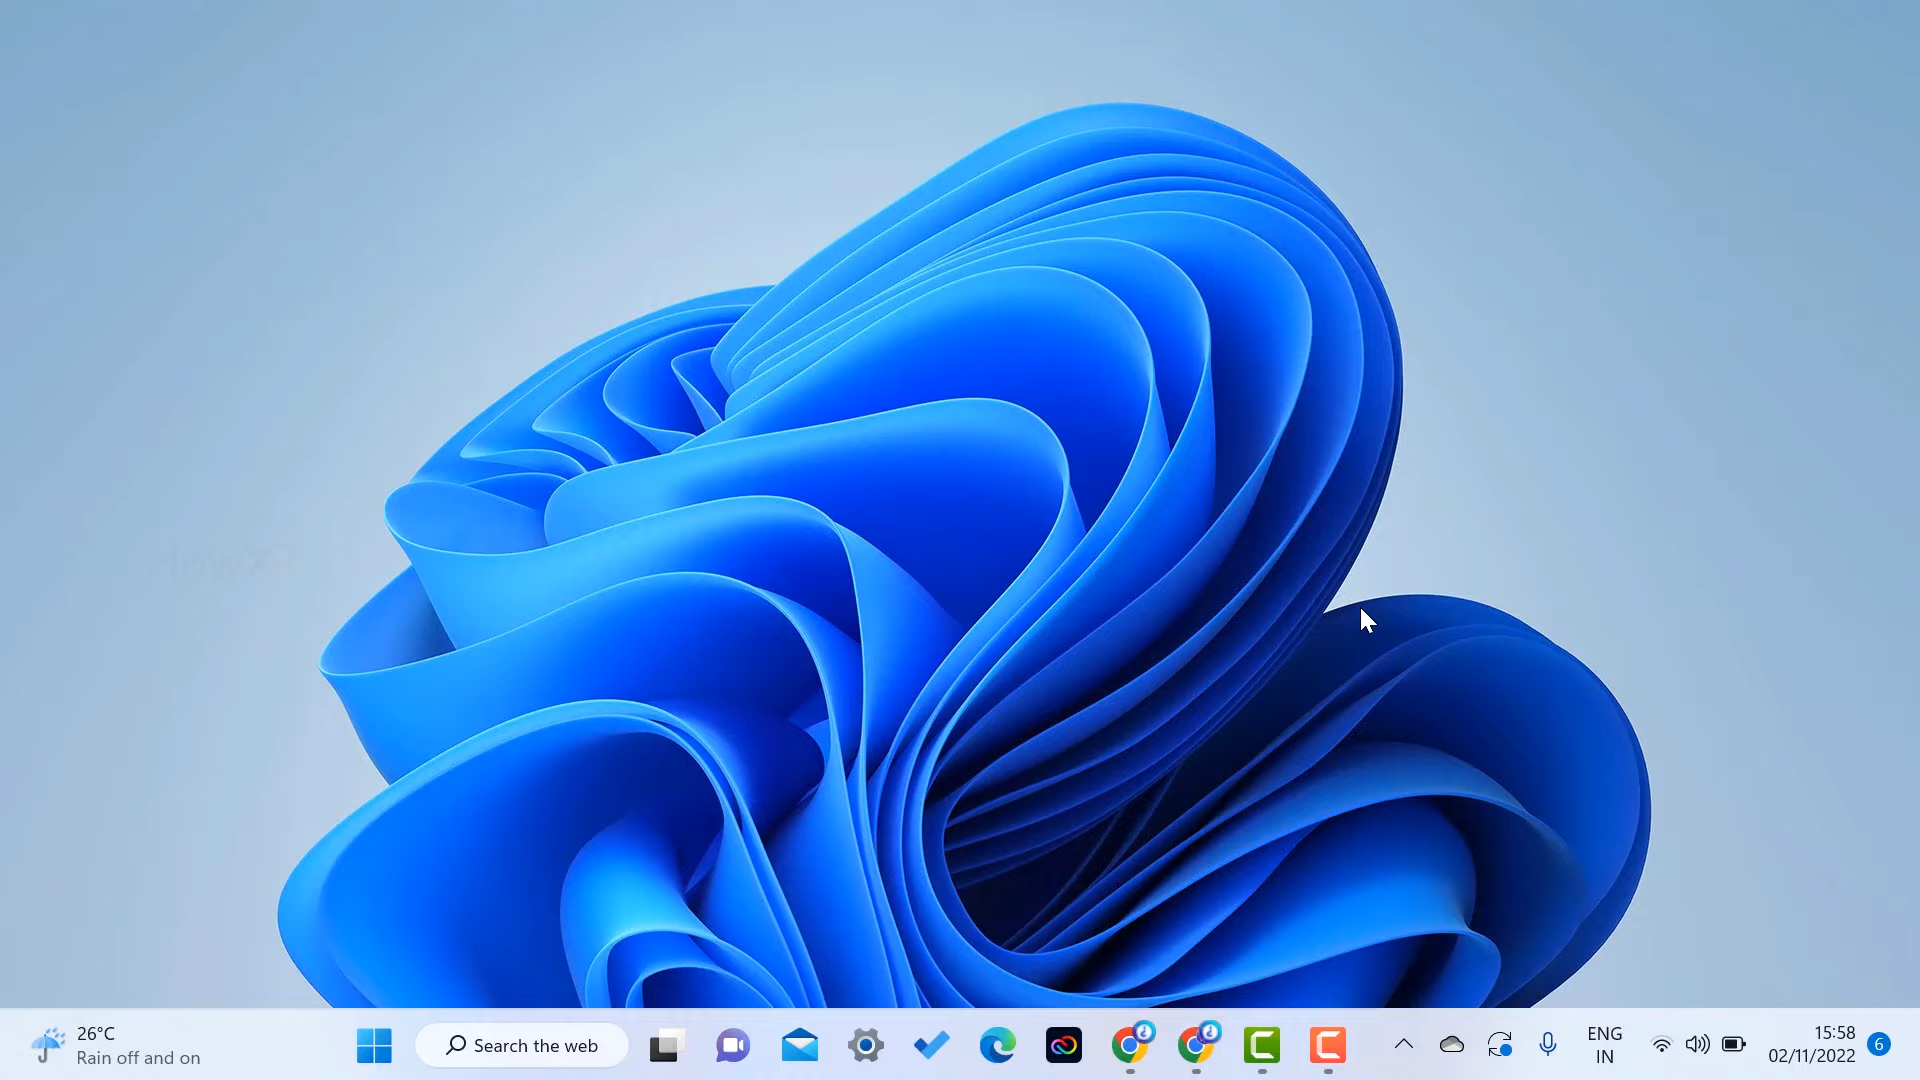 26°C
Rain off and on
Search the web
ENG
IN
15:58
02/11/2022
6